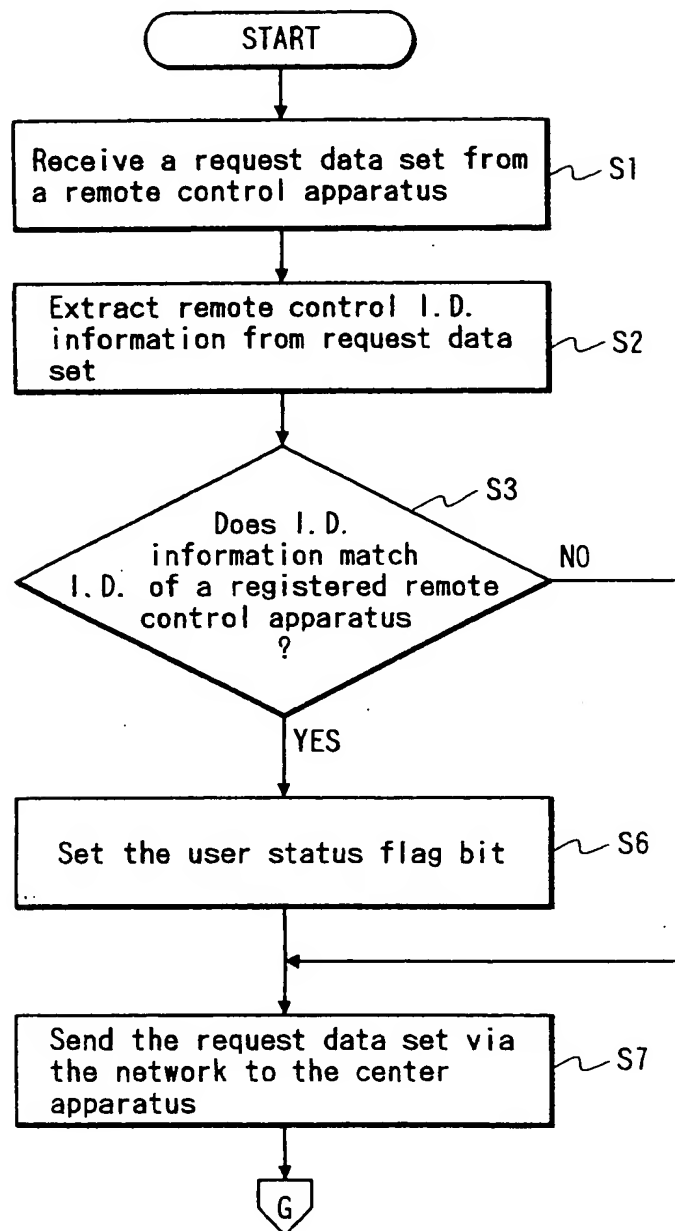 START
Receive a request data set from
a remote control apparatus
S1
Extract remote control I.D.
information from request data
set
S2
S3
Does I.D.
information match
I.D. of a registered remote
control apparatus
?
NO
YES
Set the user status flag bit
S6
Send the request data set via
the network to the center
apparatus
S7
G